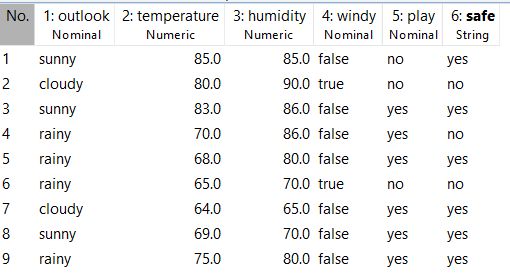 No. 1: outlook 2: temperature 3: humidity 4: windy 5: play 6: safe
Nominal Numeric Numeric Nominal Nominal String
1 sunny 85.0 85.0 false no yes
2 cloudy 80.0 90.0 true no no
3 sunny 83.0 86.0 false yes yes
4 rainy 70.0 86.0 false yes no
5 rainy 68.0 80.0 false yes yes
6 rainy 65.0 70.0 true no no
7 cloudy 64.0 65.0 false yes yes
8 sunny 69.0 70.0 false yes yes
9 rainy 75.0 80.0 false yes yes